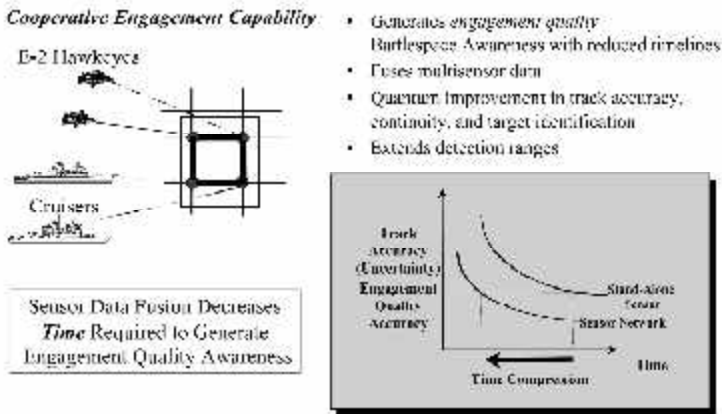 Cooperative Engagement Capability
E-2 Hawkeyes
Cruisers
Sensor Data Fusion Decreases
Time Required to Generate
Engagement Quality Awareness
• Generates engagement quality
Battlespace Awareness with reduced timelines
• Fuses multisensor data
• Quantum improvement in track accuracy,
continuity, and target identification
• Extends detection ranges
Track
Accuracy
(Uncertainty)
Engagement
Quality
Accuracy
Stand-Alone
Sensor
Sensor Network
Time
Time Compression